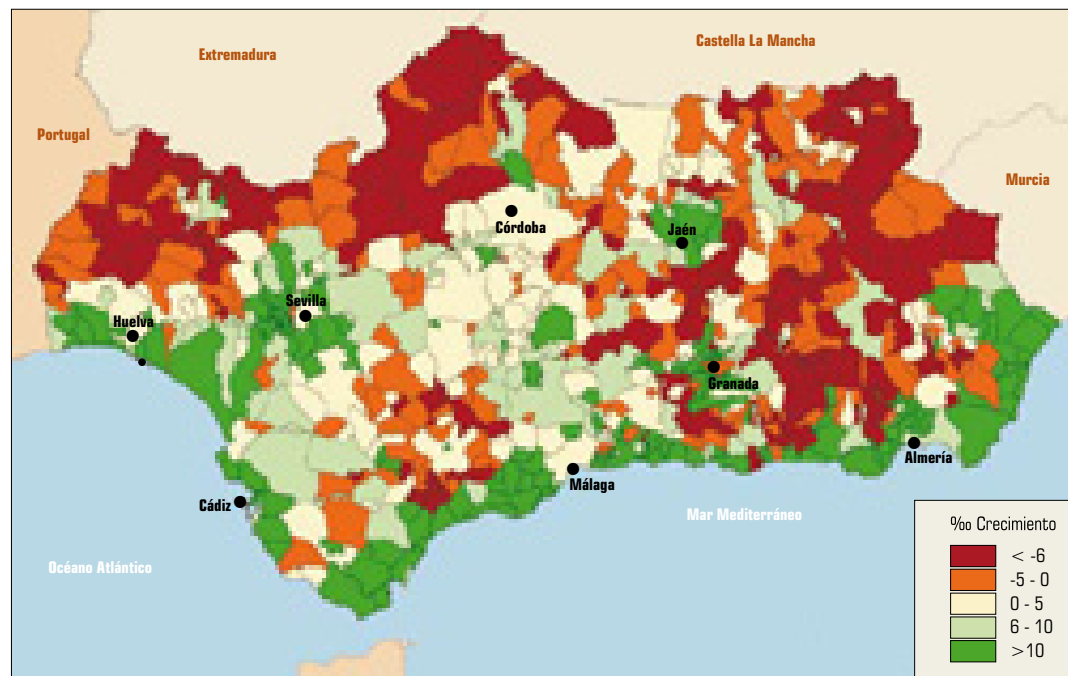 Extremadura
Castella La Mancha
Portugal
Murcia
Córdoba
Jaén
Sevilla
Huelva
Granada
Almería
Málaga
Cádiz
Mar Mediterráneo
Océano Atlántico
‰ Crecimiento
< -6
-5 - 0
0 - 5
6 - 10
>10